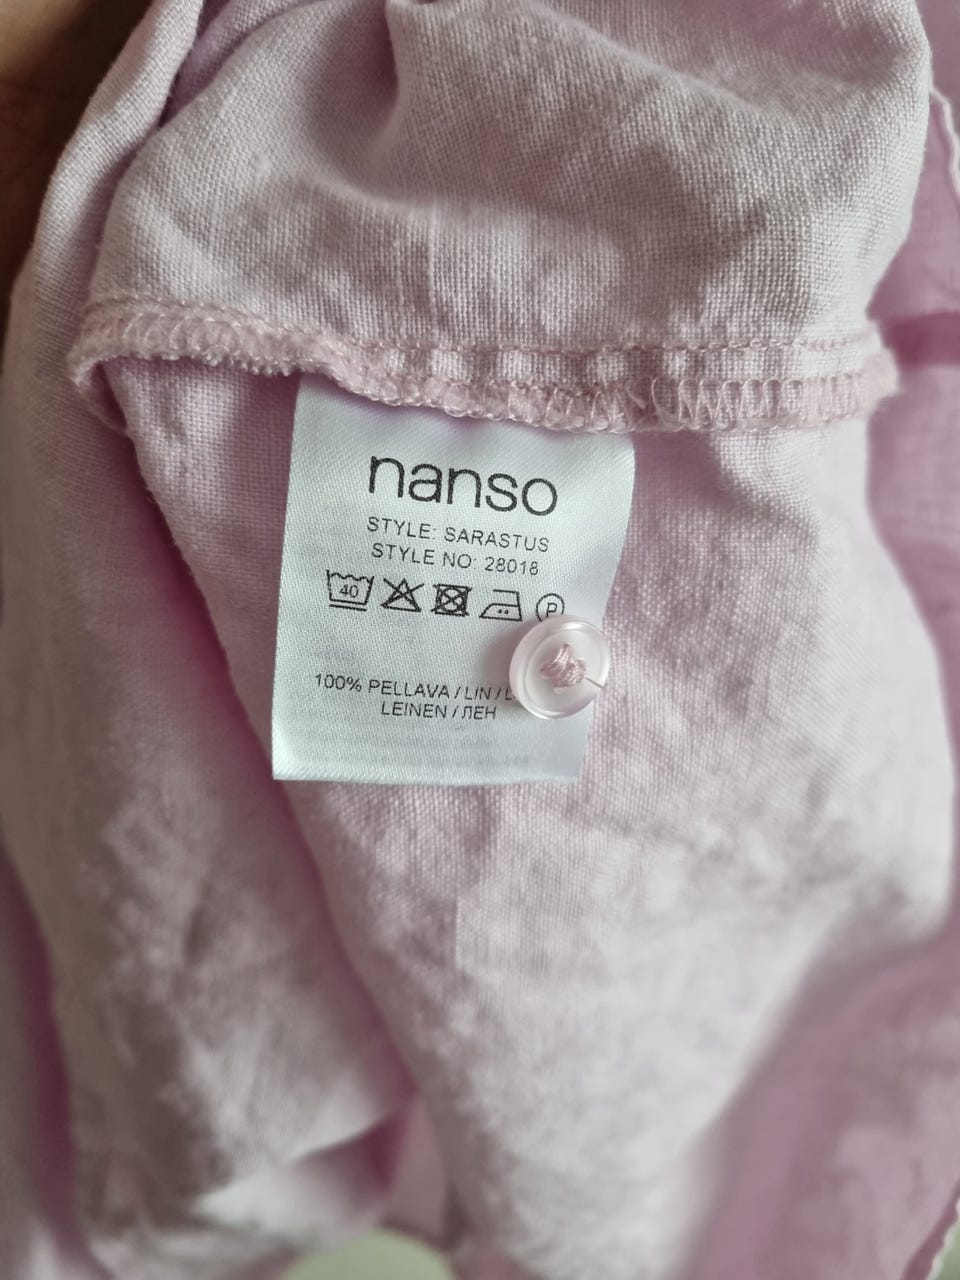 nanso
STYLE: SARASTUS
STYLE NO: 28018
40
P
100% PELLAVA / LIN /
LEINEN / ЛЕН